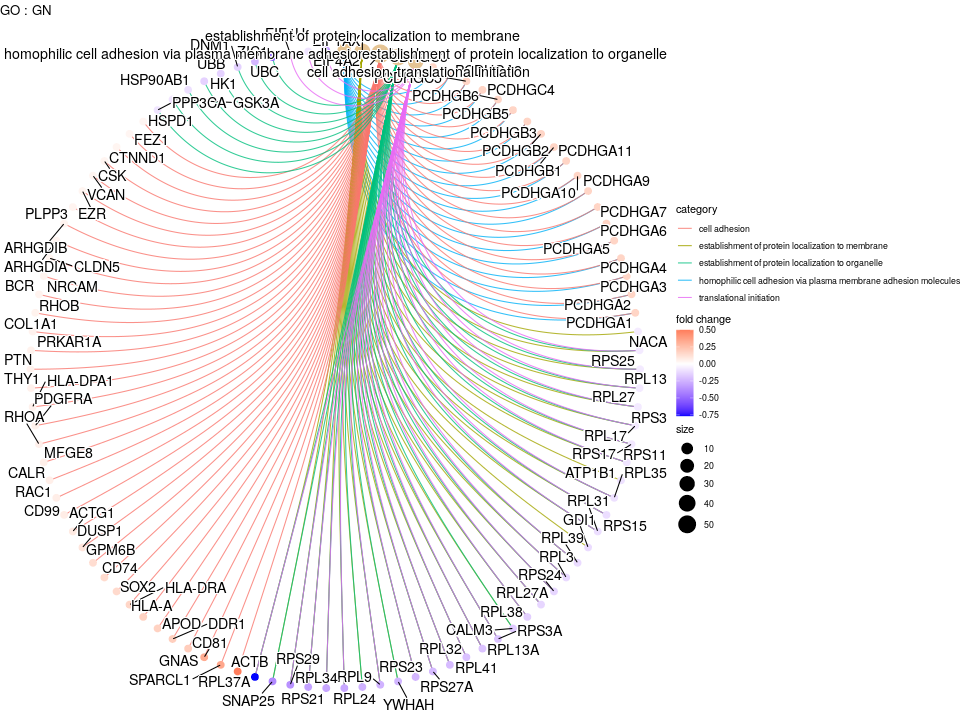 GO : GN
establishment of protein localization to membrane
homophilic cell adhesion via plasma membrane adhesion
establishment of protein localization to organelle
cell adhesion
translational initiation
DNM1
UBB
UBC
EIF4A2
HSP90AB1
HK1
PPP3CA
GSK3A
HSPD1
FEZ1
CTNND1
CSK
VCAN
PLPP3
EZR
ARHGDIB
ARHGDIA
CLDN5
BCR
NRCAM
RHOB
COL1A1
PRKAR1A
PTN
THY1
HLA-DPA1
PDGFRA
RHOA
MFGE8
CALR
RAC1
CD99
ACTG1
DUSP1
GPM6B
CD74
SOX2
HLA-DRA
HLA-A
APOD
DDR1
CD81
GNAS
SPARCL1
ACTB
RPL37A
SNAP25
RPS29
RPS21
RPL34
RPL9
RPL24
RPS23
YWHAH
RPS27A
RPL32
RPL41
RPL13A
CALM3
RPS3A
RPL38
RPL27A
RPS24
RPL3
RPL39
GDI1
RPS15
RPL31
ATP1B1
RPL35
RPS17
RPS11
RPL17
RPS3
RPL27
RPL13
RPS25
NACA
PCDHGA1
PCDHGA2
PCDHGA3
PCDHGA4
PCDHGA5
PCDHGA6
PCDHGA7
PCDHGA10
PCDHGA9
PCDHGB1
PCDHGB2
PCDHGA11
PCDHGB3
PCDHGB5
PCDHGB6
PCDHGC4
category
cell adhesion
establishment of protein localization to membrane
establishment of protein localization to organelle
homophilic cell adhesion via plasma membrane adhesion molecules
translational initiation
fold change
0.50
0.25
0.00
-0.25
-0.50
-0.75
size
10
20
30
40
50